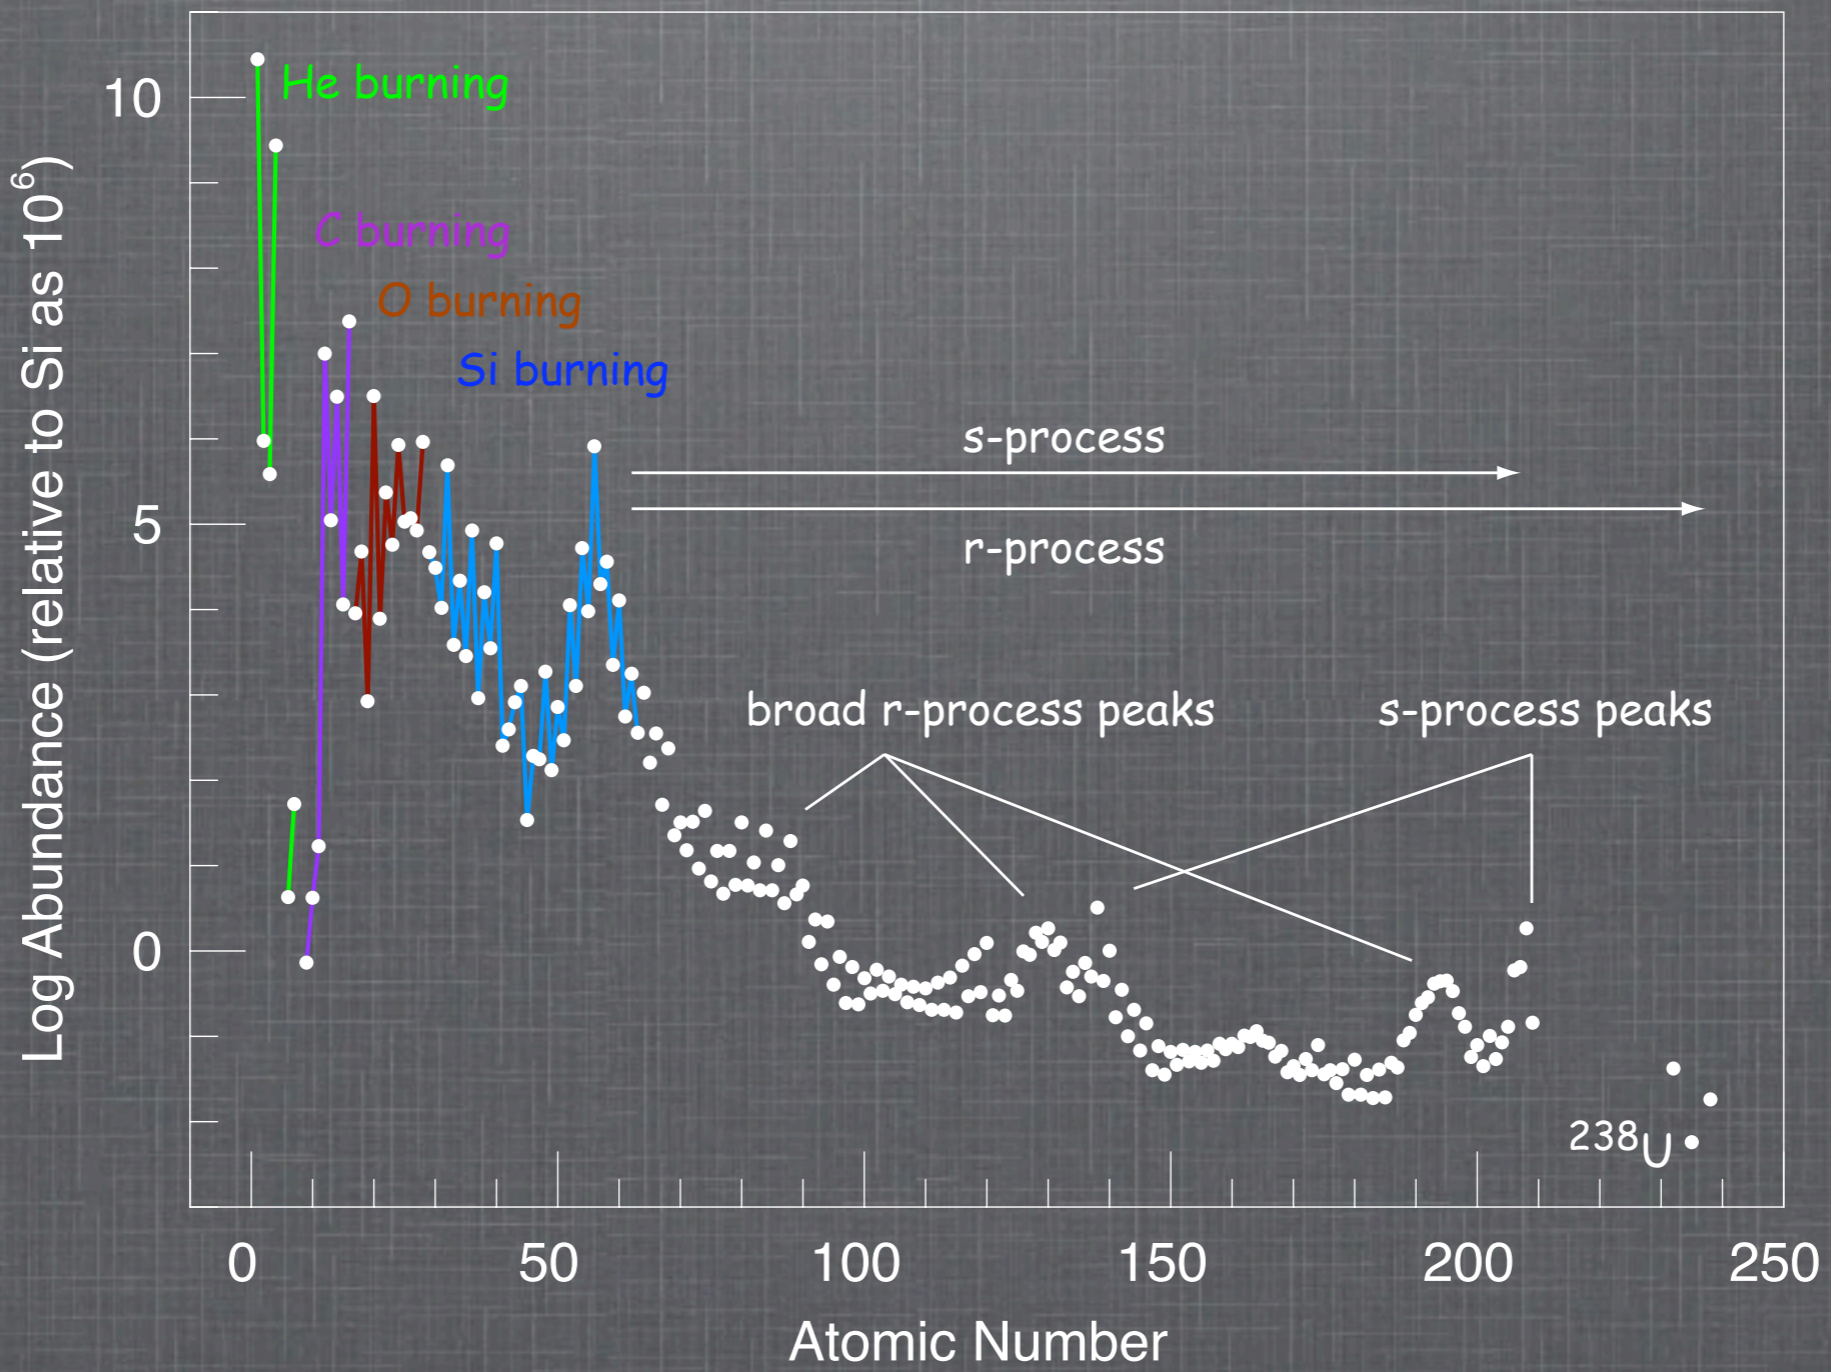 Log Abundance (relative to Si as 10⁶)
10
5
0
He burning
C burning
O burning
Si burning
s-process
r-process
broad r-process peaks
s-process peaks
²³⁸U
0 50 100 150 200 250
Atomic Number